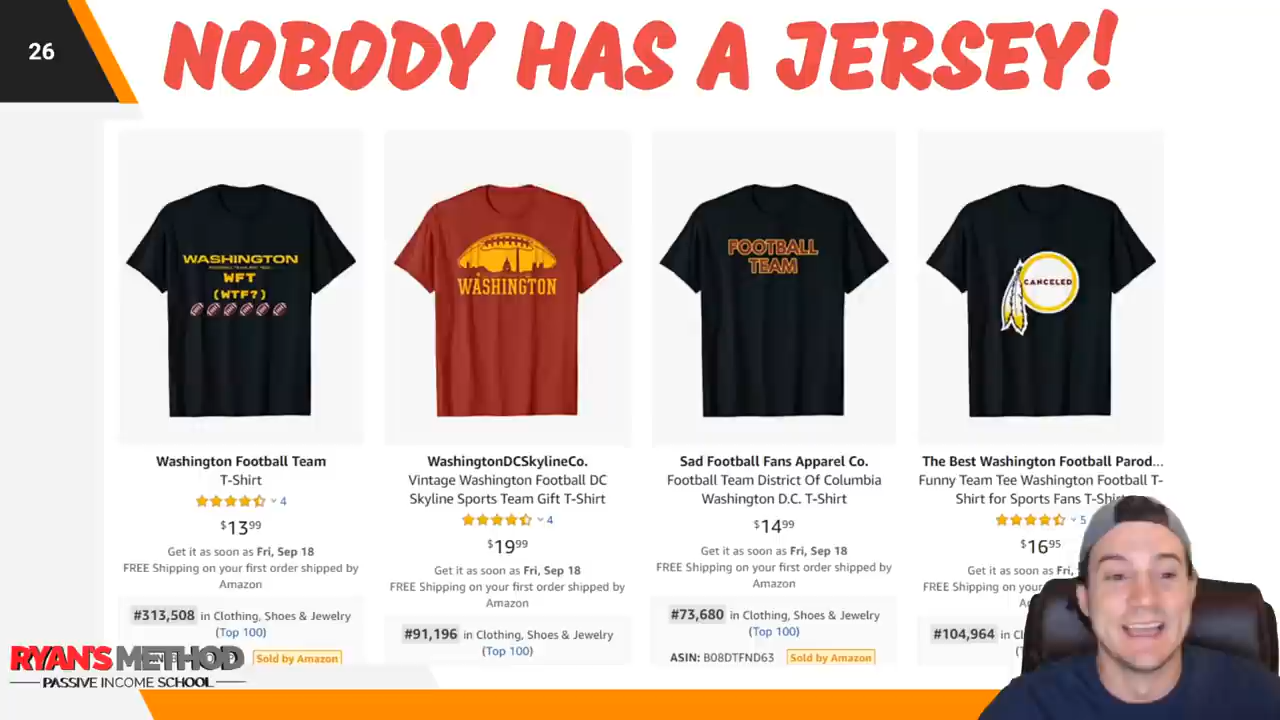 26
NOBODY HAS A JERSEY!
WASHINGTON
WFT
(WTF?)
WASHINGTON
FOOTBALL
TEAM
CANCELED
Washington Football Team
T-Shirt
4
$13.99
Get it as soon as Fri, Sep 18
FREE Shipping on your first order shipped by
Amazon
#313,508 in Clothing, Shoes & Jewelry
(Top 100)
Sold by Amazon
WashingtonDCSkylineCo.
Vintage Washington Football DC
Skyline Sports Team Gift T-Shirt
4
$19.99
Get it as soon as Fri, Sep 18
FREE Shipping on your first order shipped by
Amazon
#91,196 in Clothing, Shoes & Jewelry
(Top 100)
Sad Football Fans Apparel Co.
Football Team District Of Columbia
Washington D.C. T-Shirt
$14.99
Get it as soon as Fri, Sep 18
FREE Shipping on your first order shipped by
Amazon
#73,680 in Clothing, Shoes & Jewelry
(Top 100)
ASIN: B08DTFND63 Sold by Amazon
The Best Washington Football Parod...
Funny Team Tee Washington Football T-
Shirt for Sports Fans T-Shirt
5
$16.95
Get it as soon as Fri,
FREE Shipping on your
#104,964 in
RYAN'S METHOD
PASSIVE INCOME SCHOOL